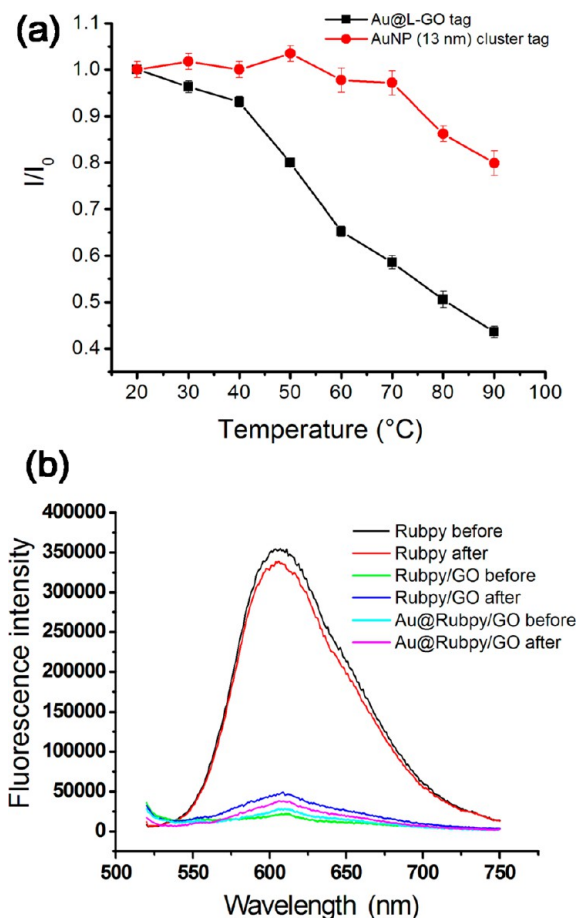 (a)
Au@L-GO tag
AuNP (13 nm) cluster tag
1.1
1.0
0.9
0.8
0.7
0.6
0.5
0.4
I/I₀
20 30 40 50 60 70 80 90 100
Temperature (°C)
(b)
400000
350000
300000
250000
200000
150000
100000
50000
0
Fluorescence intensity
Rubpy before
Rubpy after
Rubpy/GO before
Rubpy/GO after
Au@Rubpy/GO before
Au@Rubpy/GO after
500 550 600 650 700 750
Wavelength (nm)